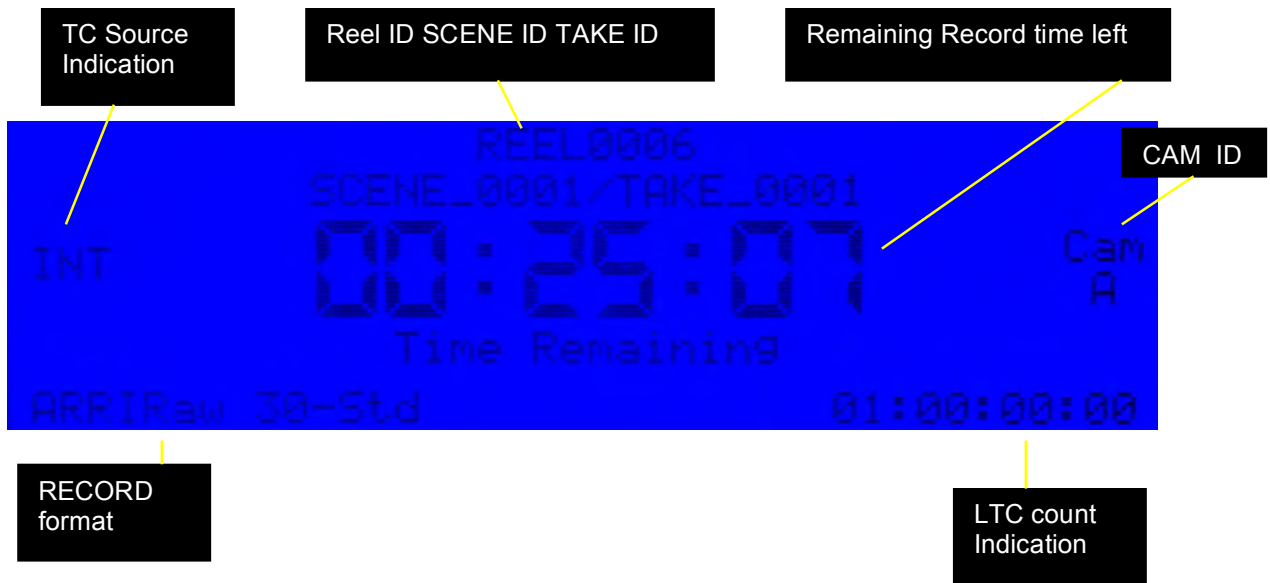 TC Source
Indication
Reel ID SCENE ID TAKE ID
Remaining Record time left
CAM ID
REEL0006
SCENE_0001/TAKE_0001
INT
00:25:07
Cam
A
Time Remaining
ARRIRaw 30-Std
01:00:00:00
RECORD
format
LTC count
Indication